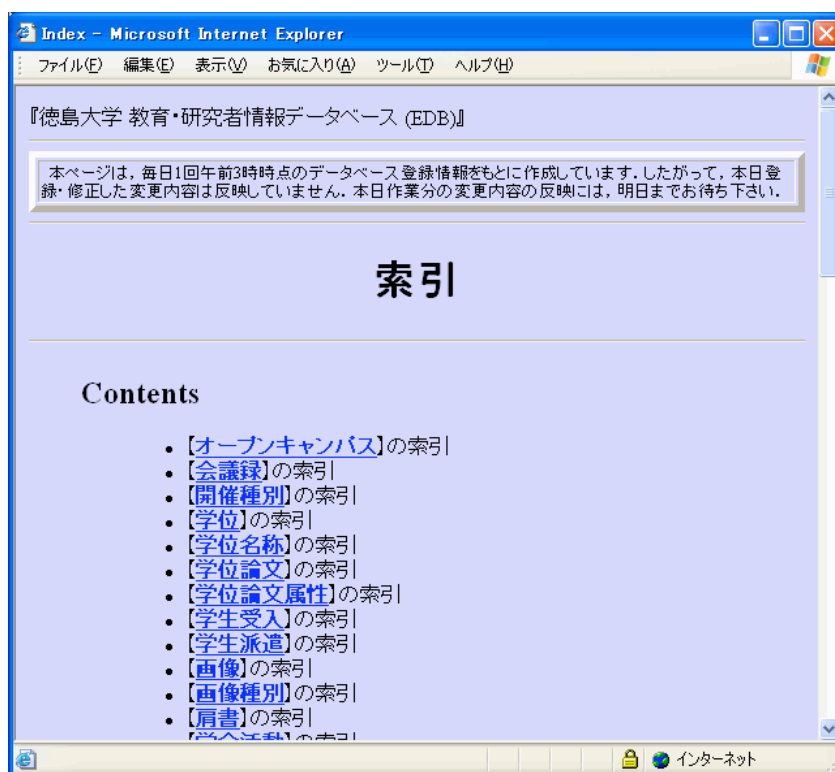 Index - Microsoft Internet Explorer
ファイル(F) 編集(E) 表示(V) お気に入り(A) ツール(T) ヘルプ(H)
『徳島大学 教育・研究者情報データベース (EDB)』
本ページは, 毎日1回午前3時時点のデータベース登録情報をもとに作成しています. したがって, 本日登
録・修正した変更内容は反映していません. 本日作業分の変更内容の反映には, 明日までお待ち下さい.
索引
Contents
• 【オープンキャンパス】の索引
• 【会議録】の索引
• 【開催種別】の索引
• 【学位】の索引
• 【学位名称】の索引
• 【学位論文】の索引
• 【学位論文属性】の索引
• 【学生受入】の索引
• 【学生派遣】の索引
• 【画像】の索引
• 【画像種別】の索引
• 【肩書】の索引
【学会活動】の索引
インターネット